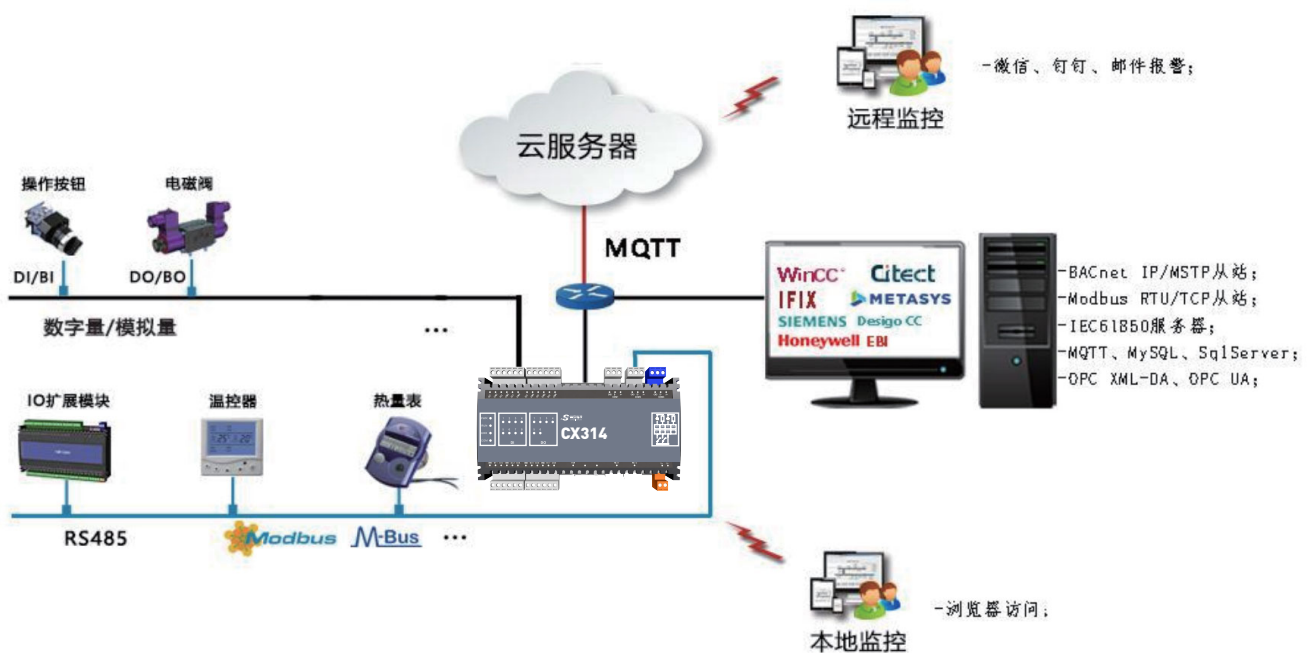 -微信、钉钉、邮件报警;
远程监控
云服务器
操作按钮
电磁阀
MQTT
DI/BI
DO/BO
数字量/模拟量
...
WinCC+
Citect
IFIX
METASYS
SIEMENS Desigo CC
Honeywell EBI
-BACnet IP/MSTP从站;
-Modbus RTU/TCP从站;
-IEC61850服务器;
-MQTT、MySQL、SqlServer;
-OPC XML-DA、OPC UA;
IO扩展模块
温控器
热量表
CX314
RS485
Modbus
M-Bus
...
-浏览器访问;
本地监控